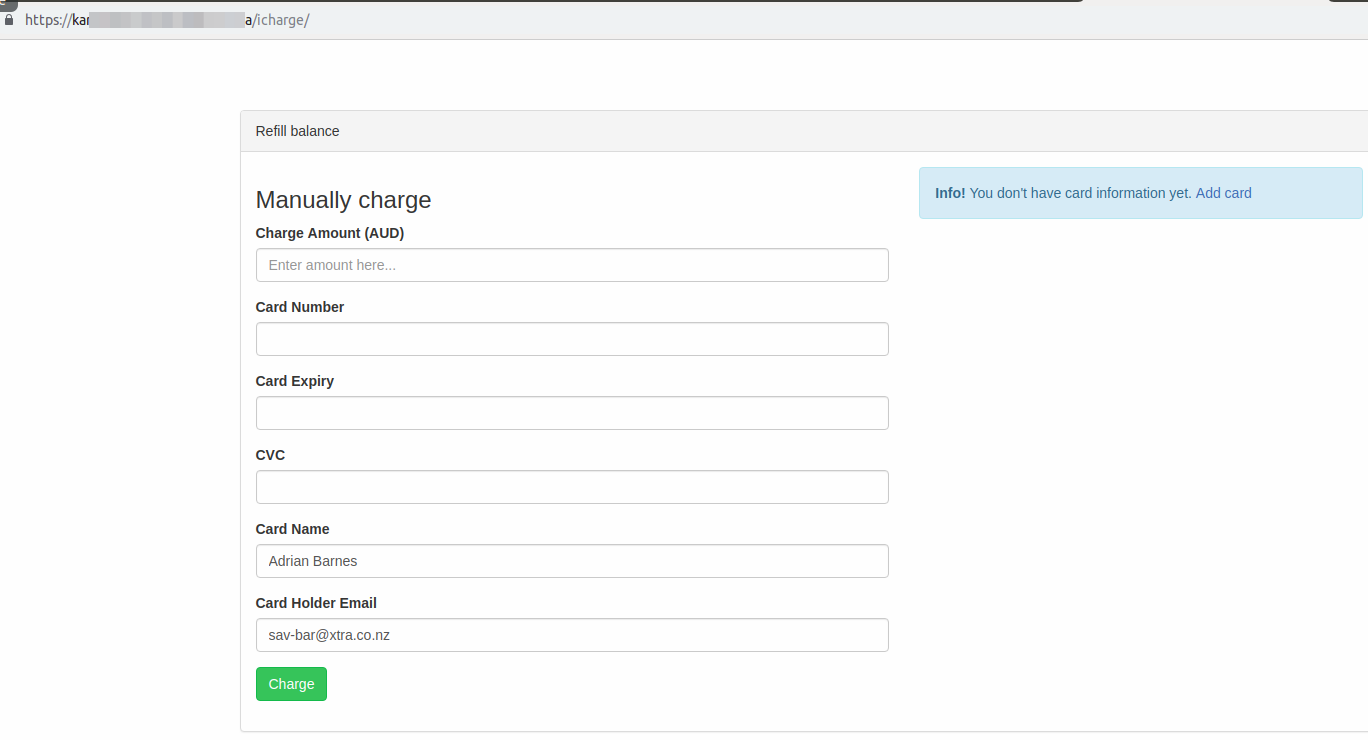 https://kar a/icharge/
Refill balance
Manually charge
Charge Amount (AUD)
Enter amount here...
Card Number
Card Expiry
CVC
Card Name
Adrian Barnes
Card Holder Email
sav-bar@xtra.co.nz
Charge
Info! You don't have card information yet. Add card